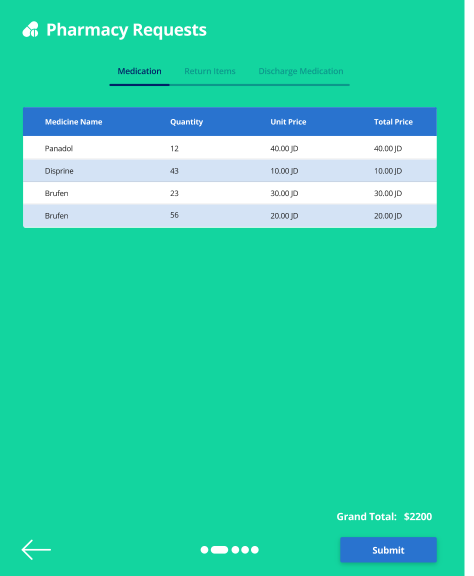 Pharmacy Requests
Medication Return Items Discharge Medication
Medicine Name Quantity Unit Price Total Price
Panadol 12 40.00 JD 40.00 JD
Disprine 43 10.00 JD 10.00 JD
Brufen 23 30.00 JD 30.00 JD
Brufen 56 20.00 JD 20.00 JD
Grand Total: $2200
Submit